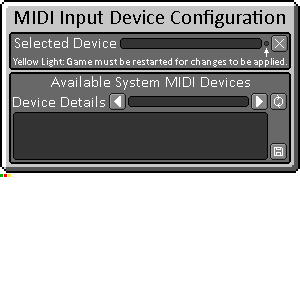 MIDI Input Device Configuration
Selected Device
Yellow Light: Game must be restarted for changes to be applied.
Available System MIDI Devices
Device Details